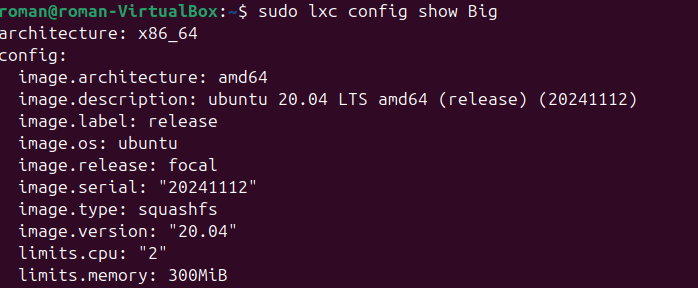 roman@roman-VirtualBox:~$ sudo lxc config show Big
architecture: x86_64
config:
  image.architecture: amd64
  image.description: ubuntu 20.04 LTS amd64 (release) (20241112)
  image.label: release
  image.os: ubuntu
  image.release: focal
  image.serial: "20241112"
  image.type: squashfs
  image.version: "20.04"
  limits.cpu: "2"
  limits.memory: 300MiB